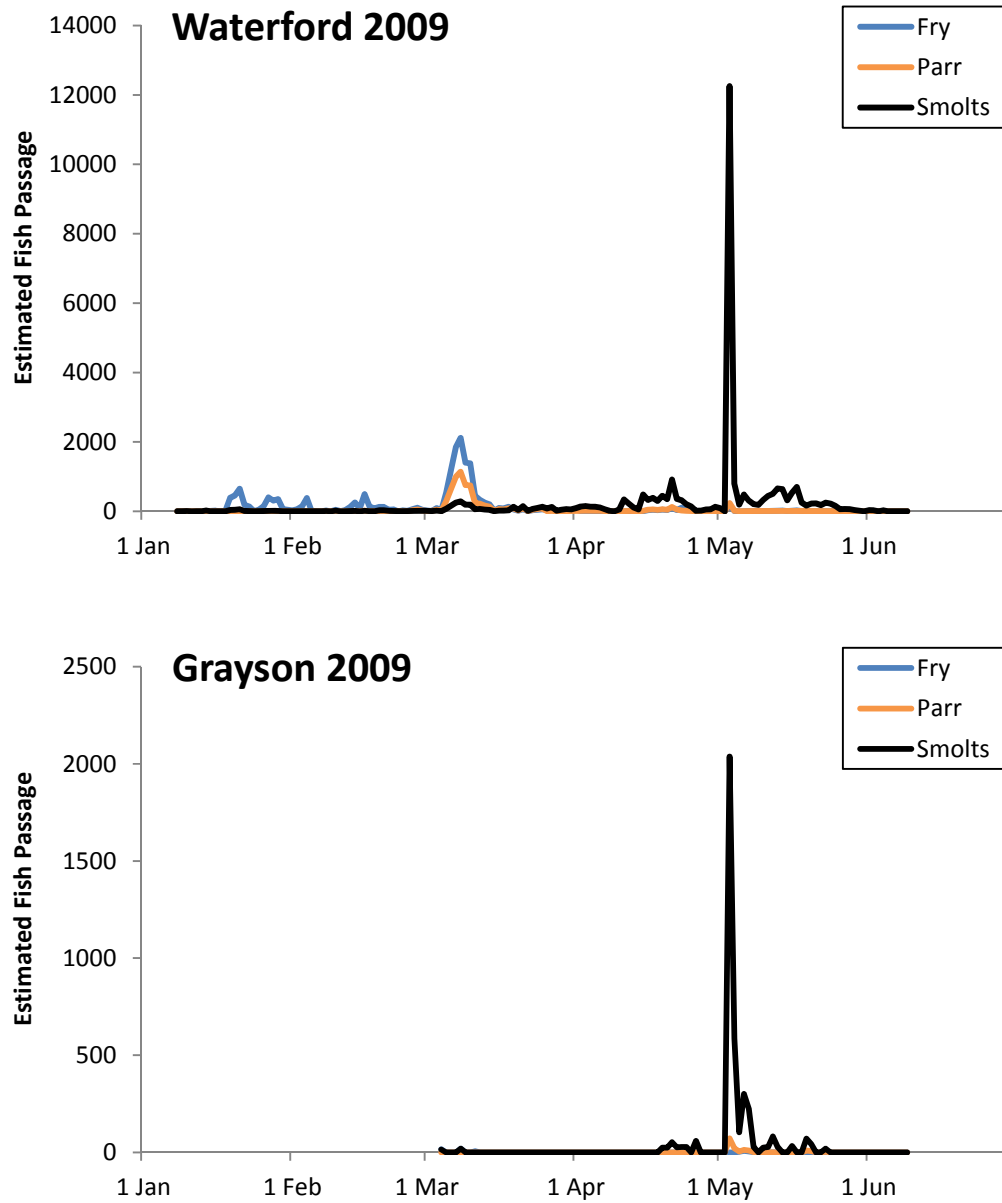 Waterford 2009
Fry
Parr
Smolts
Estimated Fish Passage
14000
12000
10000
8000
6000
4000
2000
0
1 Jan
1 Feb
1 Mar
1 Apr
1 May
1 Jun
Grayson 2009
Fry
Parr
Smolts
Estimated Fish Passage
2500
2000
1500
1000
500
0
1 Jan
1 Feb
1 Mar
1 Apr
1 May
1 Jun